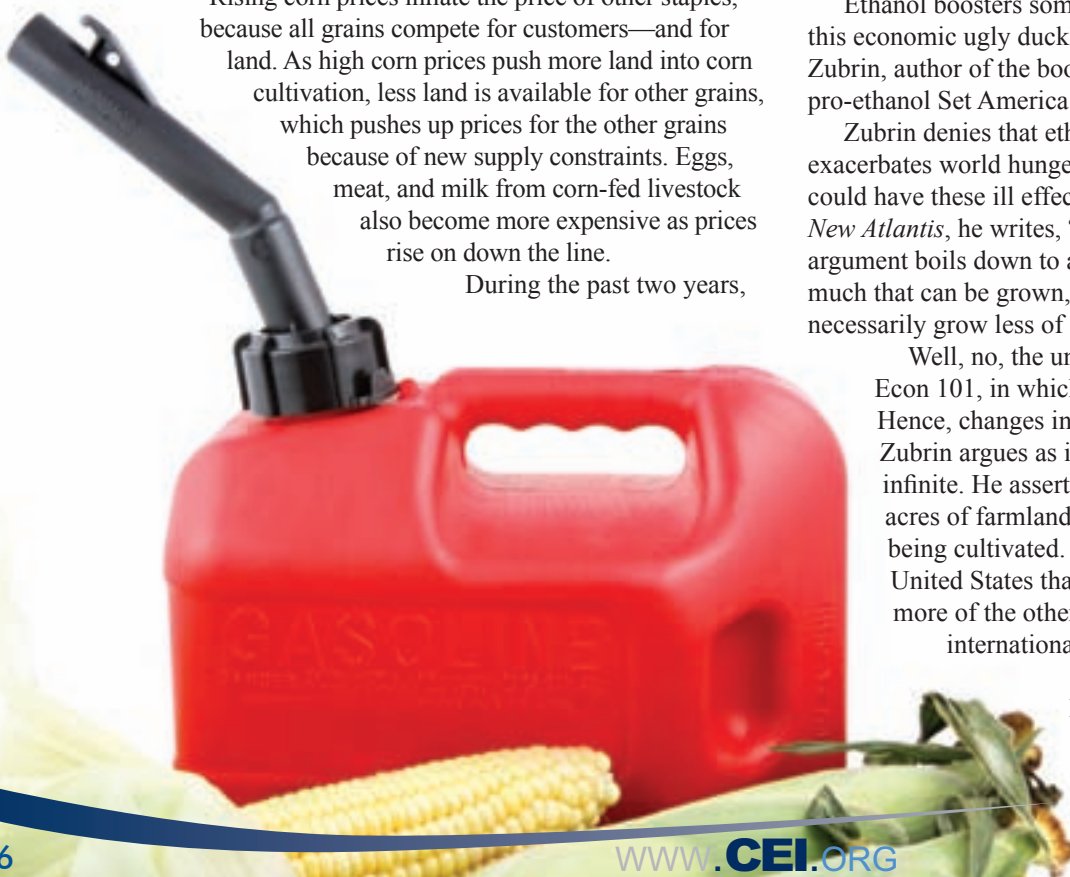 Rising corn prices inflate the price of other staples,
because all grains compete for customers—and for
land. As high corn prices push more land into corn
cultivation, less land is available for other grains,
which pushes up prices for the other grains
because of new supply constraints. Eggs,
meat, and milk from corn-fed livestock
also become more expensive as prices
rise on down the line.
During the past two years,
Ethanol boosters som
this economic ugly duck
Zubrin, author of the boo
pro-ethanol Set America
Zubrin denies that eth
exacerbates world hunge
could have these ill effec
New Atlantis, he writes,
argument boils down to a
much that can be grown,
necessarily grow less of
Well, no, the un
Econ 101, in which
Hence, changes in
Zubrin argues as i
infinite. He assert
acres of farmland
being cultivated.
United States tha
more of the other
internationa
GASOLINE
6
WWW.CEI.ORG